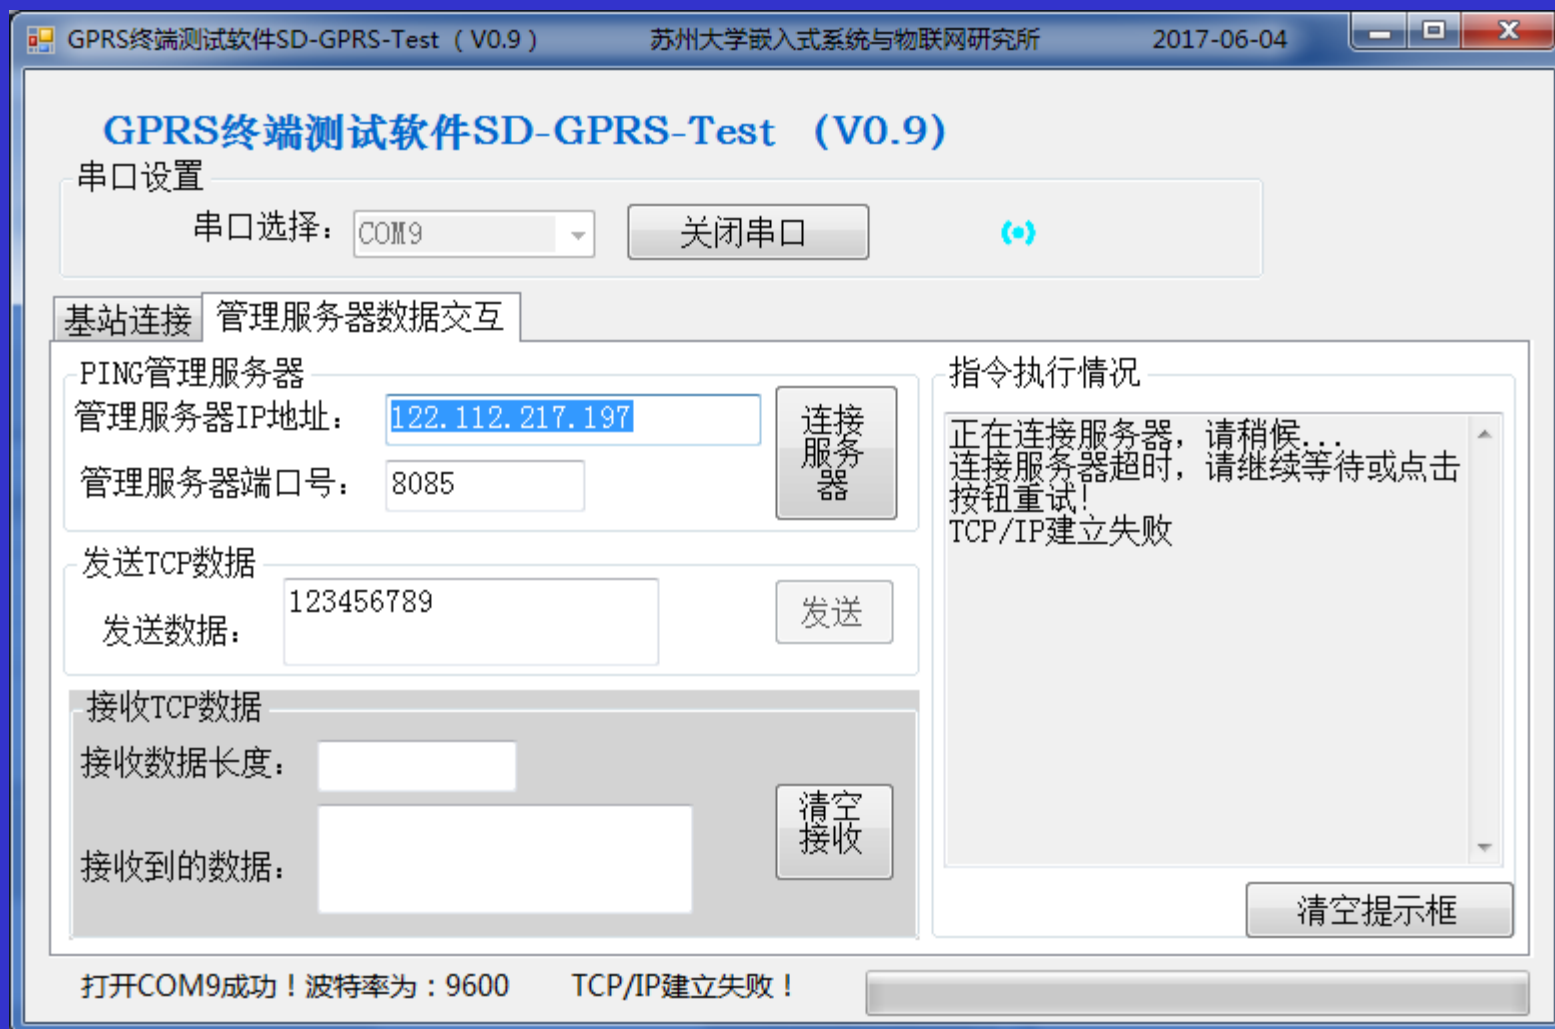 GPRS终端测试软件SD-GPRS-Test ( V0.9 ) 苏州大学嵌入式系统与物联网研究所 2017-06-04
GPRS终端测试软件SD-GPRS-Test （V0.9）
串口设置
串口选择： COM9 关闭串口
基站连接 管理服务器数据交互
PING管理服务器
管理服务器IP地址： 122.112.217.197
管理服务器端口号： 8085
连接
服务
器
发送TCP数据
发送数据： 123456789
发送
接收TCP数据
接收数据长度：
接收到的数据：
清空
接收
指令执行情况
正在连接服务器，请稍候...
连接服务器超时，请继续等待或点击
按钮重试！
TCP/IP建立失败
清空提示框
打开COM9成功！波特率为：9600 TCP/IP建立失败！